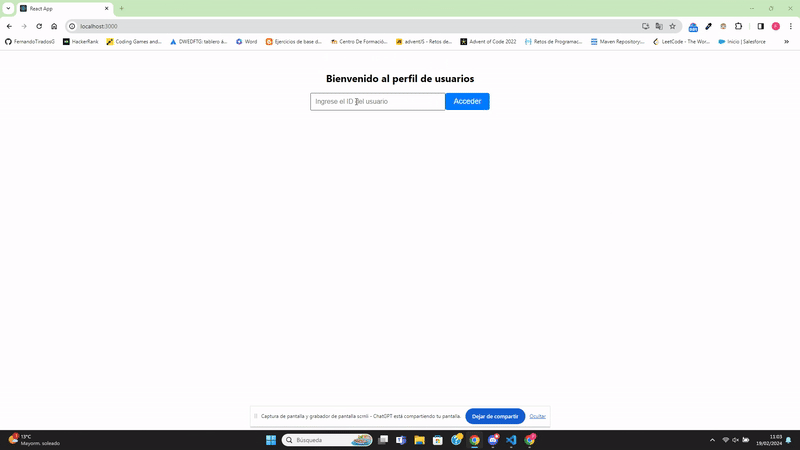 React App
localhost:3000
FernandoTiradosG
HackerRank
Coding Games and...
DWEDFTG: tablero á...
Word
Ejercicios de base d...
Centro De Formació...
adventJS - Retos de...
Advent of Code 2022
Retos de Programac...
Maven Repository:...
LeetCode - The Wor...
Inicio | Salesforce
Bienvenido al perfil de usuarios
Ingrese el ID del usuario
Acceder
Captura de pantalla y grabador de pantalla scrnli – ChatGPT está compartiendo tu pantalla.
Dejar de compartir
Ocultar
13°C
Mayorm. soleado
Búsqueda
11:03
19/02/2024